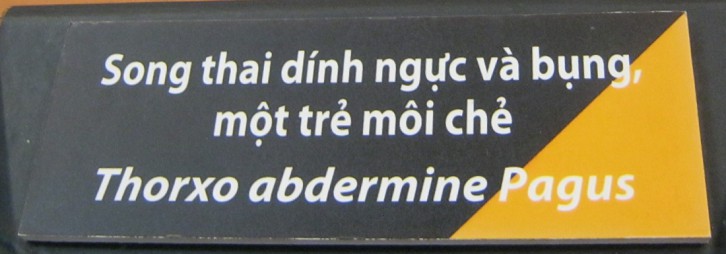 Song thai dính ngực và bụng,
một trẻ môi chẻ
Thorxo abdermine Pagus